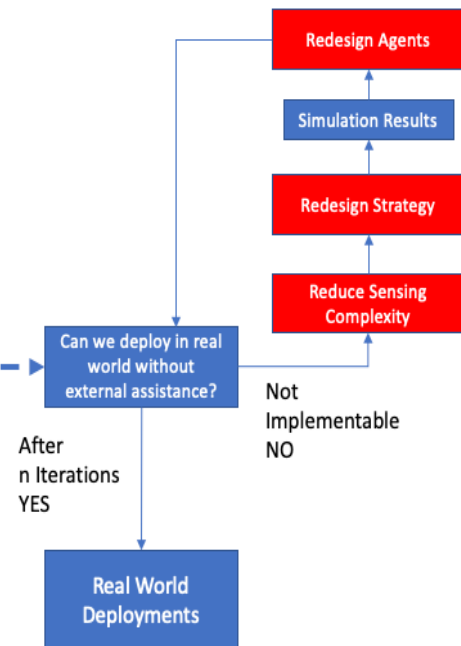 Redesign Agents
Simulation Results
Redesign Strategy
Reduce Sensing
Complexity
Can we deploy in real
world without
external assistance?
Not
Implementable
NO
After
n Iterations
YES
Real World
Deployments